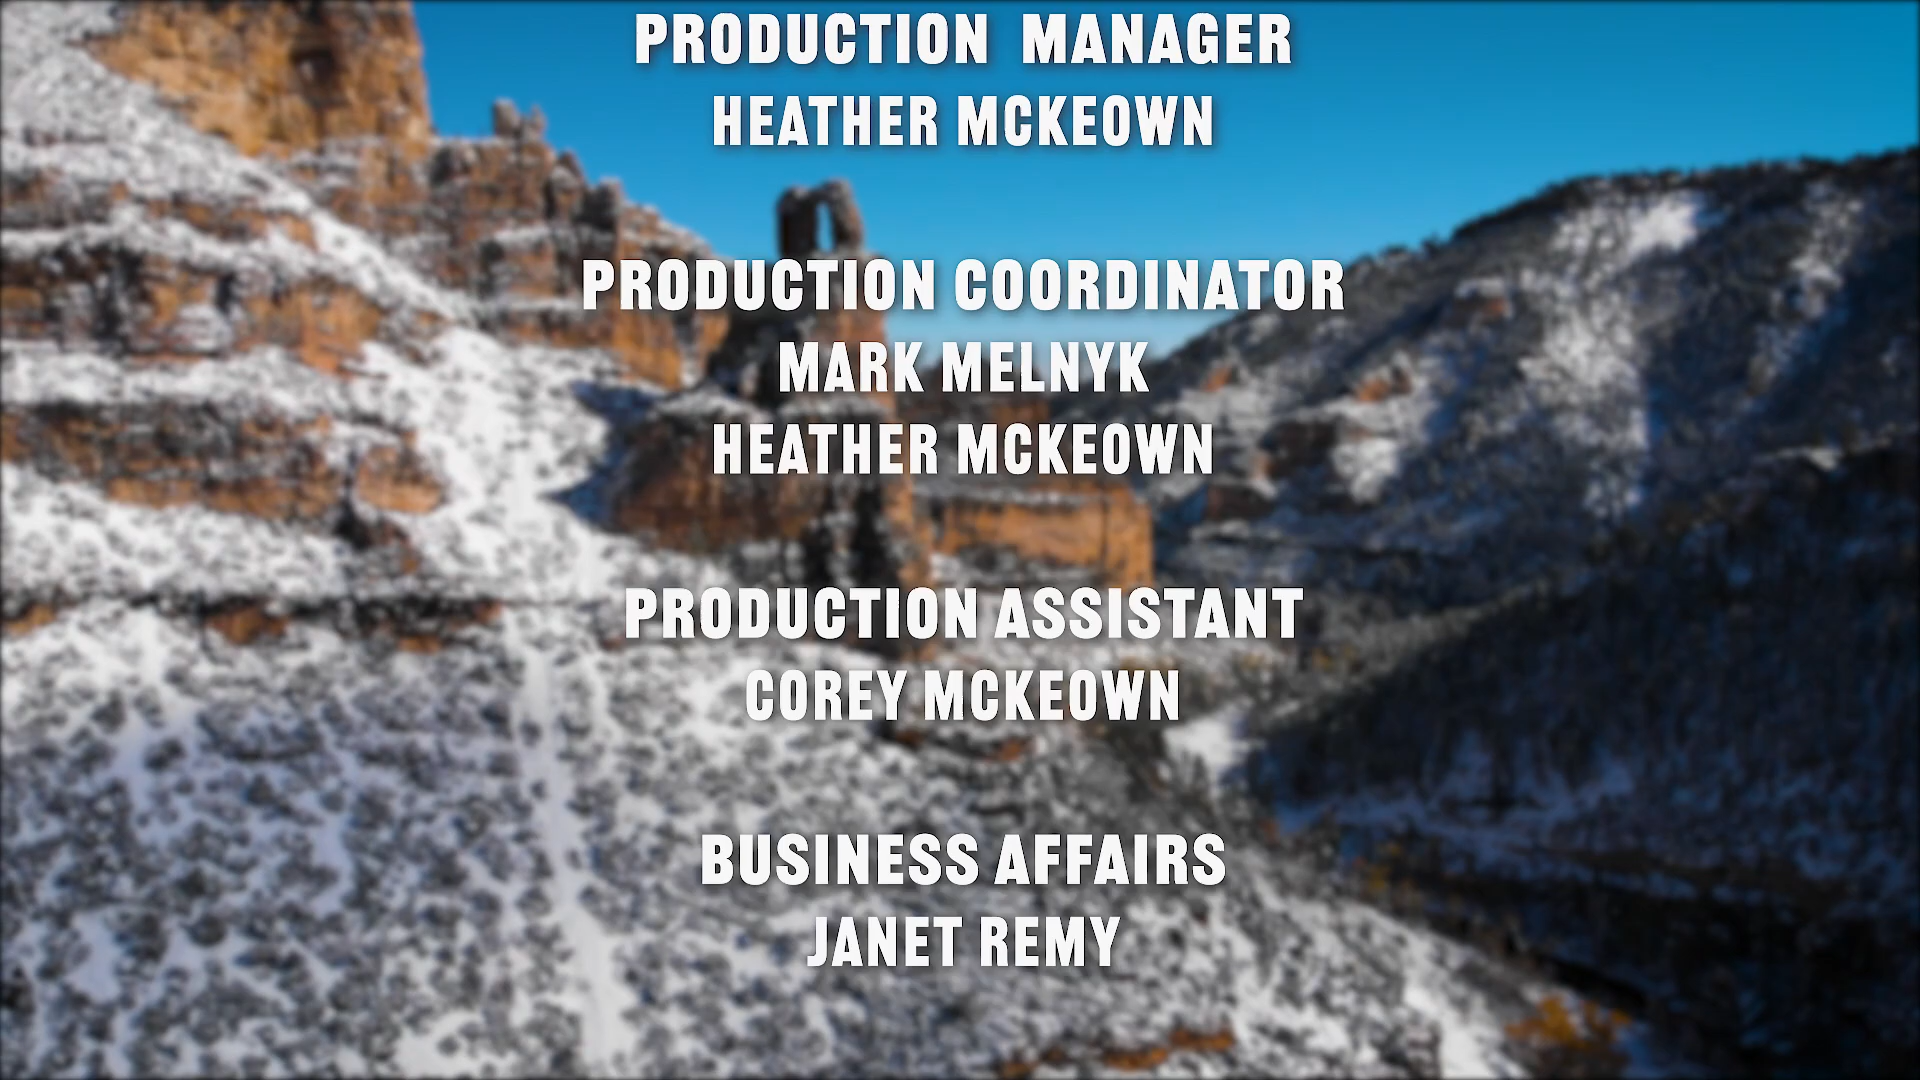 PRODUCTION MANAGER
HEATHER MCKEOWN
PRODUCTION COORDINATOR
MARK MELNYK
HEATHER MCKEOWN
PRODUCTION ASSISTANT
COREY MCKEOWN
BUSINESS AFFAIRS
JANET REMY